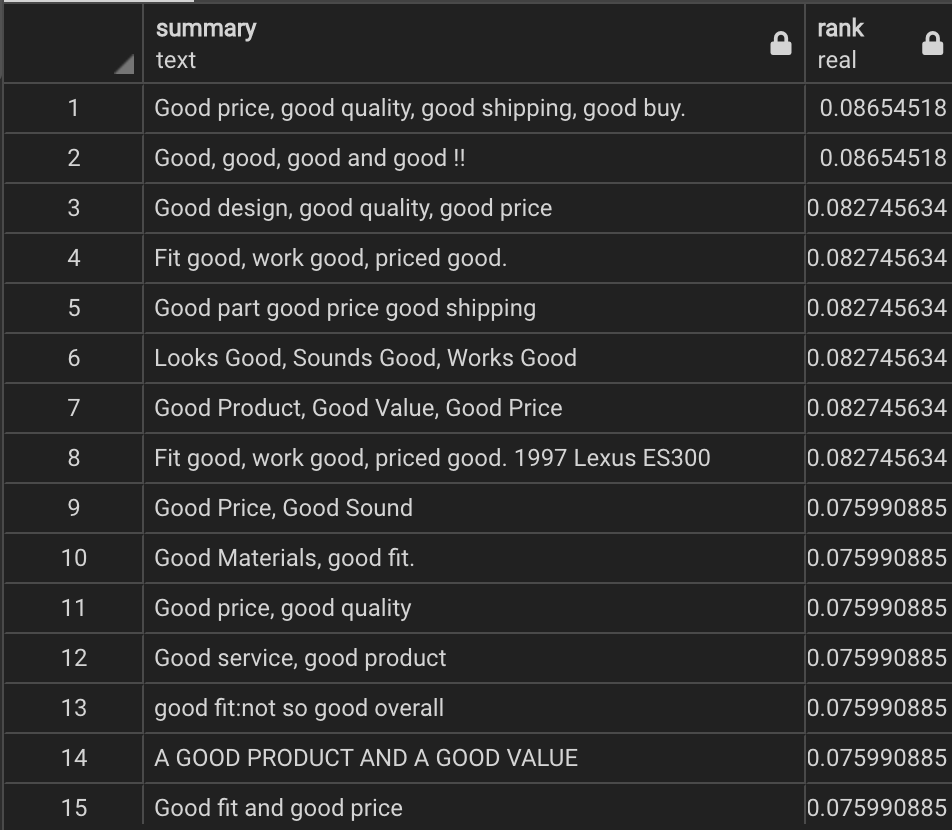 summary rank
text real
1 Good price, good quality, good shipping, good buy. 0.08654518
2 Good, good, good and good !! 0.08654518
3 Good design, good quality, good price 0.082745634
4 Fit good, work good, priced good. 0.082745634
5 Good part good price good shipping 0.082745634
6 Looks Good, Sounds Good, Works Good 0.082745634
7 Good Product, Good Value, Good Price 0.082745634
8 Fit good, work good, priced good. 1997 Lexus ES300 0.082745634
9 Good Price, Good Sound 0.075990885
10 Good Materials, good fit. 0.075990885
11 Good price, good quality 0.075990885
12 Good service, good product 0.075990885
13 good fit:not so good overall 0.075990885
14 A GOOD PRODUCT AND A GOOD VALUE 0.075990885
15 Good fit and good price 0.075990885